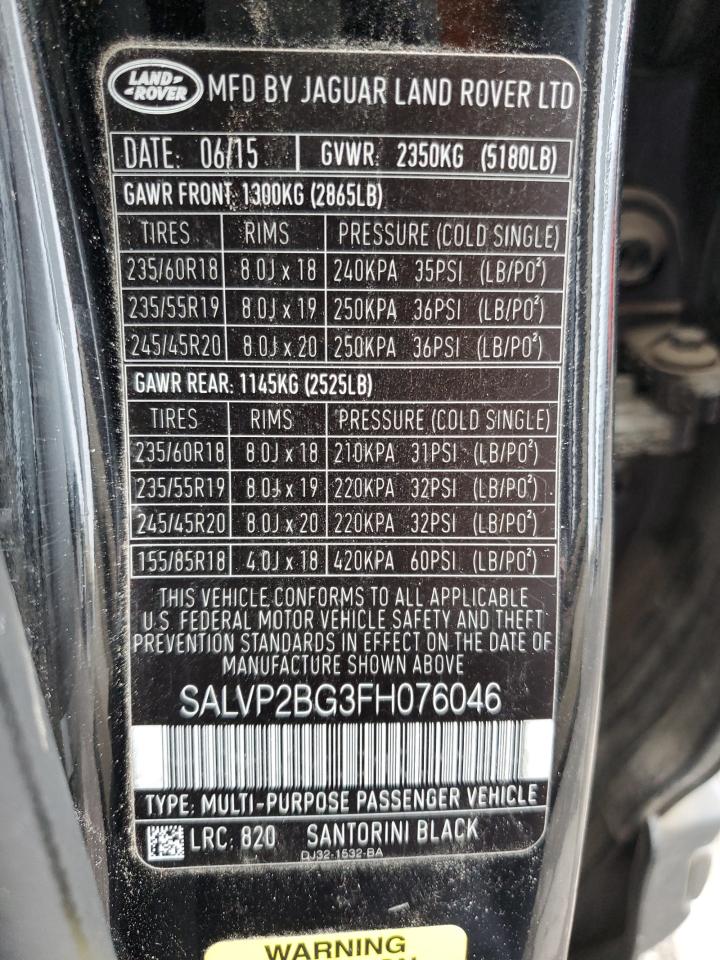 LAND ROVER MFD BY JAGUAR LAND ROVER LTD
DATE: 06/15 GVWR: 2350KG (5180LB)
GAWR FRONT: 1300KG (2865LB)
TIRES RIMS PRESSURE (COLD SINGLE)
235/60R18 8.0J x 18 240KPA 35PSI (LB/PO²)
235/55R19 8.0J x 19 250KPA 36PSI (LB/PO²)
245/45R20 8.0J x 20 250KPA 36PSI (LB/PO²)
GAWR REAR: 1145KG (2525LB)
TIRES RIMS PRESSURE (COLD SINGLE)
235/60R18 8.0J x 18 210KPA 31PSI (LB/PO²)
235/55R19 8.0J x 19 220KPA 32PSI (LB/PO²)
245/45R20 8.0J x 20 220KPA 32PSI (LB/PO²)
155/85R18 4.0J x 18 420KPA 60PSI (LB/PO²)
THIS VEHICLE CONFORMS TO ALL APPLICABLE
U.S. FEDERAL MOTOR VEHICLE SAFETY AND THEFT
PREVENTION STANDARDS IN EFFECT ON THE DATE OF
MANUFACTURE SHOWN ABOVE
SALVP2BG3FH076046
TYPE: MULTI-PURPOSE PASSENGER VEHICLE
LRC: 820 SANTORINI BLACK
DJ32-1532-BA
WARNING